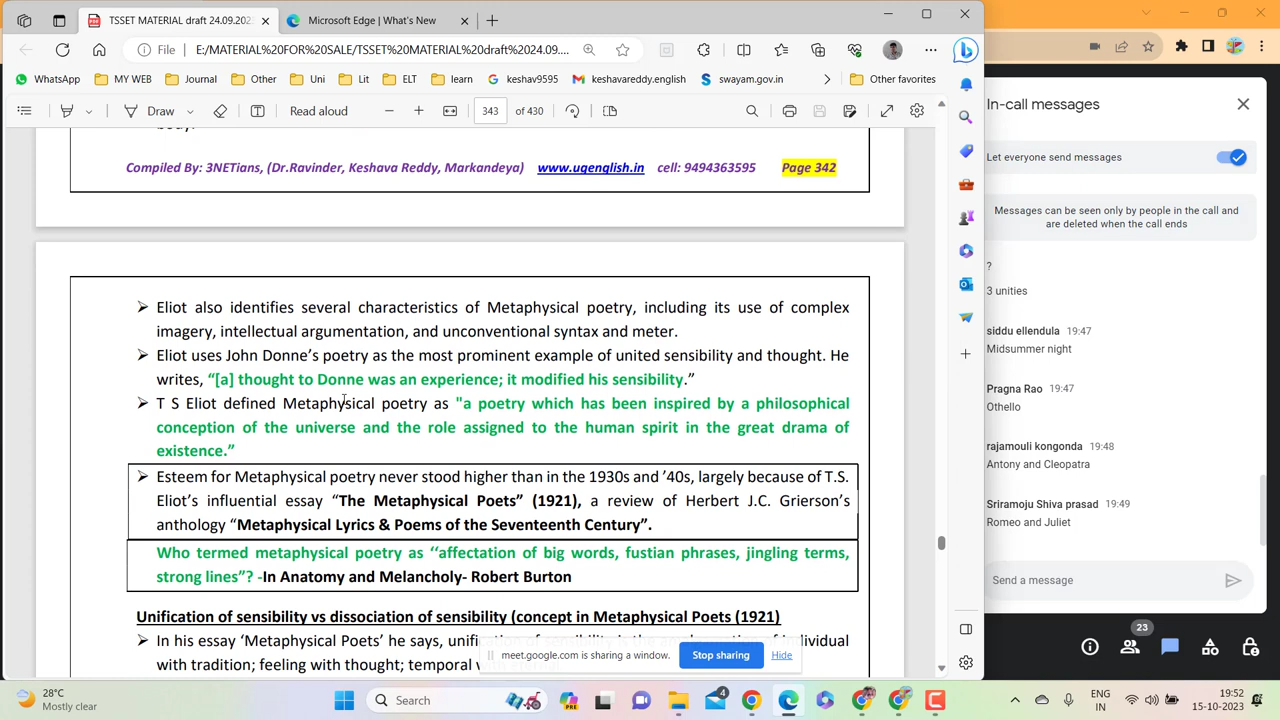 TSSET MATERIAL draft 24.09.202
Microsoft Edge | What's New
File
E:/MATERIAL%20FOR%20SALE/TSSET%20MATERIAL%20draft%2024.09....
WhatsApp
MY WEB
Journal
Other
Uni
Lit
ELT
learn
keshav9595
keshavareddy.english
swayam.gov.in
Other favorites
Draw
Read aloud
343
of 430
body.
Compiled By: 3NETians, (Dr.Ravinder, Keshava Reddy, Markandeya) www.ugenglish.in cell: 9494363595 Page 342
Eliot also identifies several characteristics of Metaphysical poetry, including its use of complex
imagery, intellectual argumentation, and unconventional syntax and meter.
Eliot uses John Donne's poetry as the most prominent example of united sensibility and thought. He
writes, "[a] thought to Donne was an experience; it modified his sensibility."
T S Eliot defined Metaphysical poetry as "a poetry which has been inspired by a philosophical
conception of the universe and the role assigned to the human spirit in the great drama of
existence."
Esteem for Metaphysical poetry never stood higher than in the 1930s and '40s, largely because of T.S.
Eliot's influential essay "The Metaphysical Poets" (1921), a review of Herbert J.C. Grierson's
anthology "Metaphysical Lyrics & Poems of the Seventeenth Century".
Who termed metaphysical poetry as ''affectation of big words, fustian phrases, jingling terms,
strong lines"? -In Anatomy and Melancholy- Robert Burton
Unification of sensibility vs dissociation of sensibility (concept in Metaphysical Poets (1921)
In his essay 'Metaphysical Poets' he says, individual
with tradition; feeling with thought; temporal
meet.google.com is sharing a window.
Stop sharing
Hide
In-call messages
Let everyone send messages
Messages can be seen only by people in the call and
are deleted when the call ends
?
3 unities
siddu ellendula 19:47
Midsummer night
Pragna Rao 19:47
Othello
rajamouli kongonda 19:48
Antony and Cleopatra
Sriramoju Shiva prasad 19:49
Romeo and Juliet
Send a message
23
28°C
Mostly clear
Search
PRE
4
ENG
IN
19:52
15-10-2023